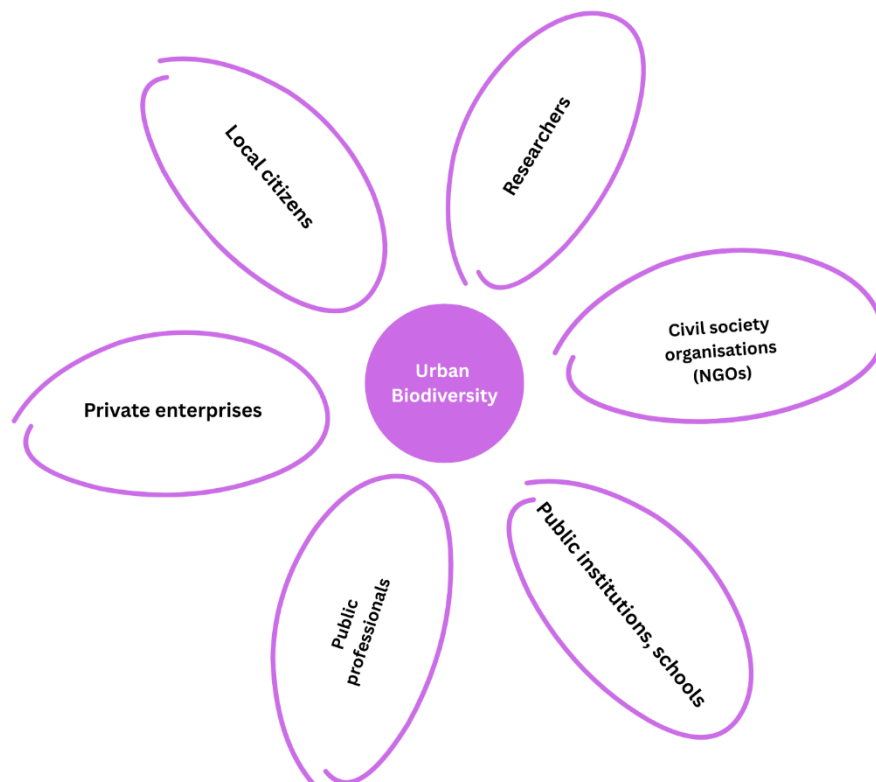 Local citizens
Researchers
Civil society
organisations
(NGOs)
Urban
Biodiversity
Private enterprises
Public
professionals
Public institutions, schools